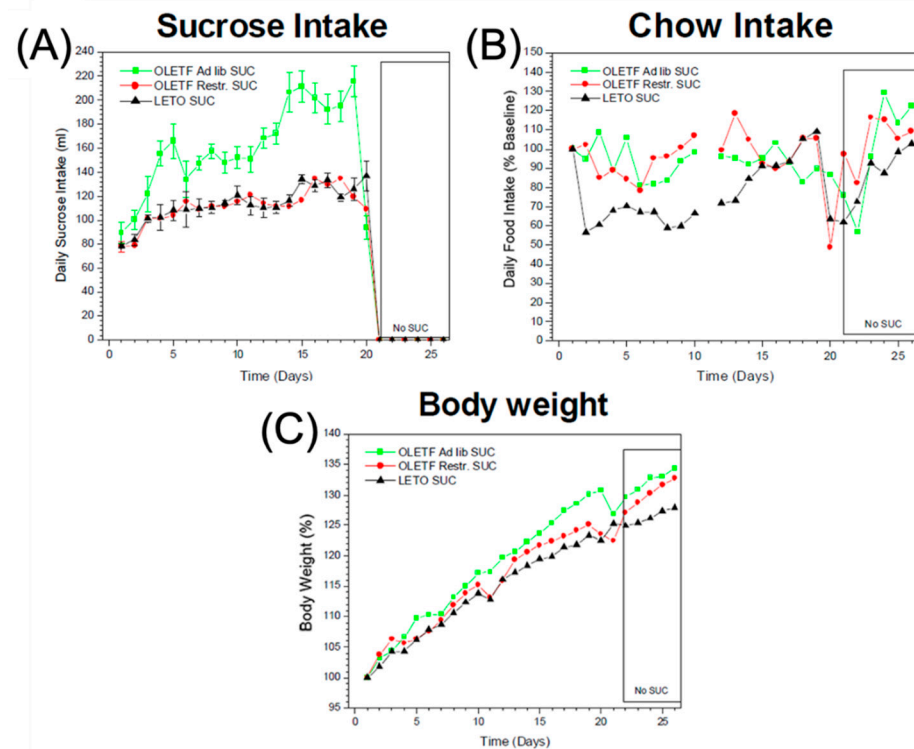 (A)
Sucrose Intake
OLETF Ad lib SUC
OLETF Restr. SUC
LETO SUC
Daily Sucrose Intake (ml)
240
220
200
180
160
140
120
100
80
60
40
20
0
No SUC
0 5 10 15 20 25
Time (Days)
(B)
Chow Intake
OLETF Ad lib SUC
OLETF Restr. SUC
LETO SUC
Daily Food Intake (% Baseline)
150
140
130
120
110
100
90
80
70
60
50
40
30
20
10
0
No SUC
0 5 10 15 20 25
Time (Days)
(C)
Body weight
OLETF Ad lib SUC
OLETF Restr. SUC
LETO SUC
Body Weight (%)
140
135
130
125
120
115
110
105
100
95
No SUC
0 5 10 15 20 25
Time (Days)